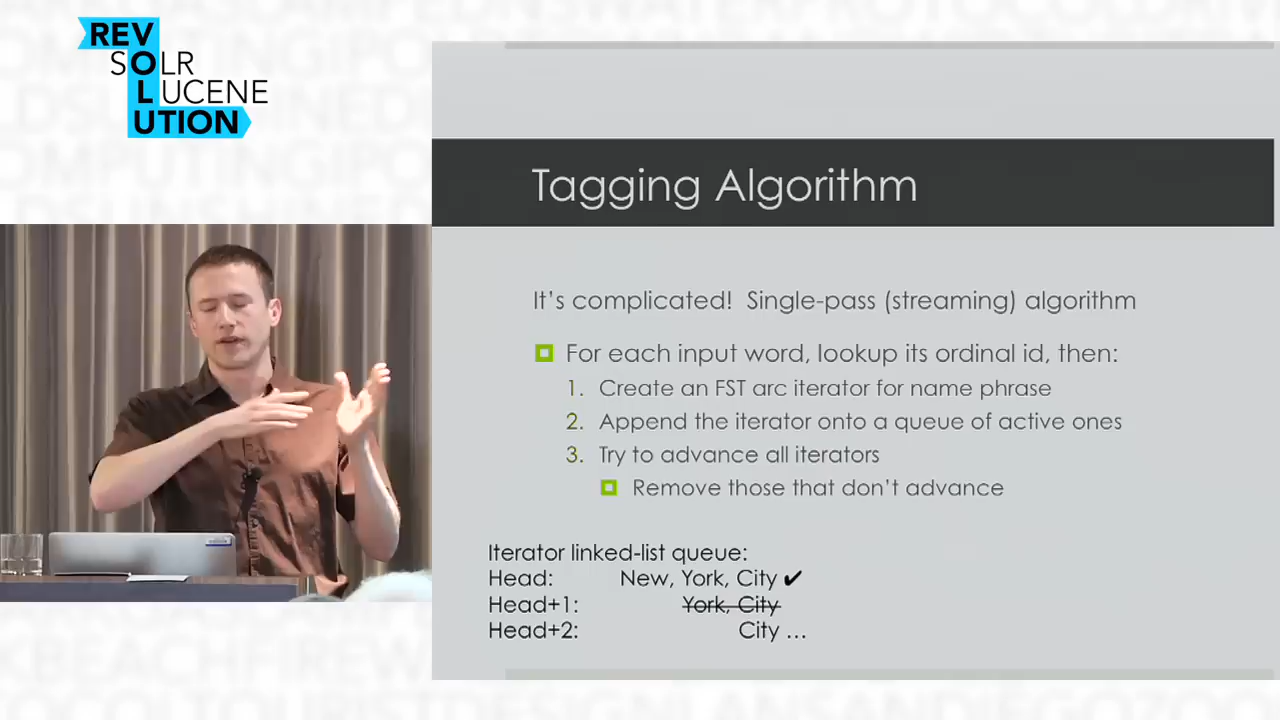 REV
SOLR
LUCENE
UTION
Tagging Algorithm
It's complicated! Single-pass (streaming) algorithm
For each input word, lookup its ordinal id, then:
1. Create an FST arc iterator for name phrase
2. Append the iterator onto a queue of active ones
3. Try to advance all iterators
Remove those that don't advance
Iterator linked-list queue:
Head: New, York, City ✔
Head+1: York, City
Head+2: City ...